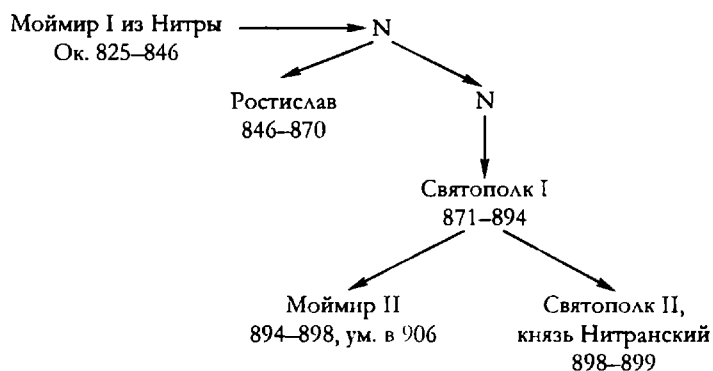 Моймир I из Нитры
Ок. 825–846
N
Ростислав
846–870
N
Святополк I
871–894
Моймир II
894–898, ум. в 906
Святополк II,
князь Нитранский
898–899